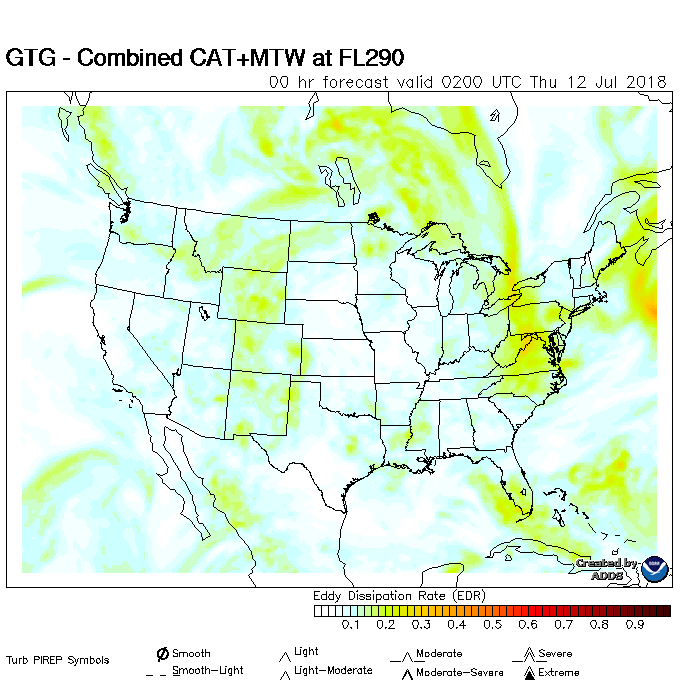 GTG - Combined CAT+MTW at FL290
00 hr forecast valid 0200 UTC Thu 12 Jul 2018
Created by
ADDS
Eddy Dissipation Rate (EDR)
0.1 0.2 0.3 0.4 0.5 0.6 0.7 0.8 0.9
Turb PIREP Symbols
Smooth Light Moderate Severe
Smooth-Light Light-Moderate Moderate-Severe Extreme